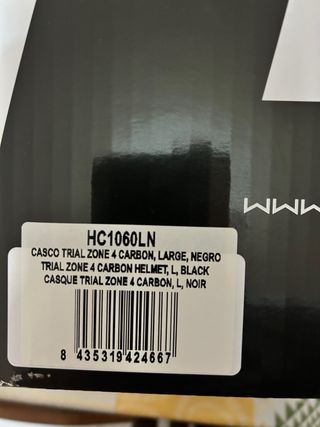 HC1060LN
CASCO TRIAL ZONE 4 CARBON, LARGE, NEGRO
TRIAL ZONE 4 CARBON HELMET, L, BLACK
CASQUE TRIAL ZONE 4 CARBON, L, NOIR
8 435319 424667